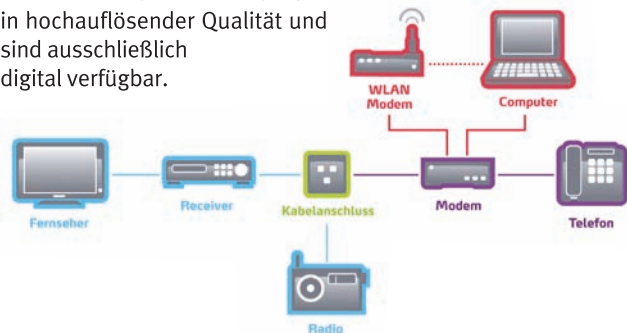 in hochauflösender Qualität und
sind ausschließlich
digital verfügbar.
WLAN
Modem
Computer
Fernseher
Receiver
Kabelanschluss
Modem
Telefon
Radio